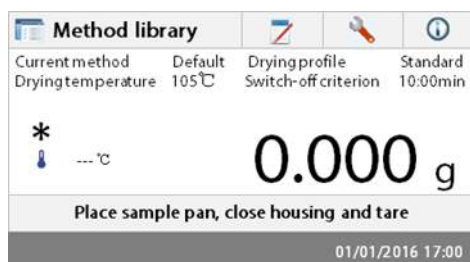 Method library
Current method Default Drying profile Standard
Drying temperature 105℃ Switch-off criterion 10:00min
* --- ℃ 0.000 g
Place sample pan, close housing and tare
01/01/2016 17:00